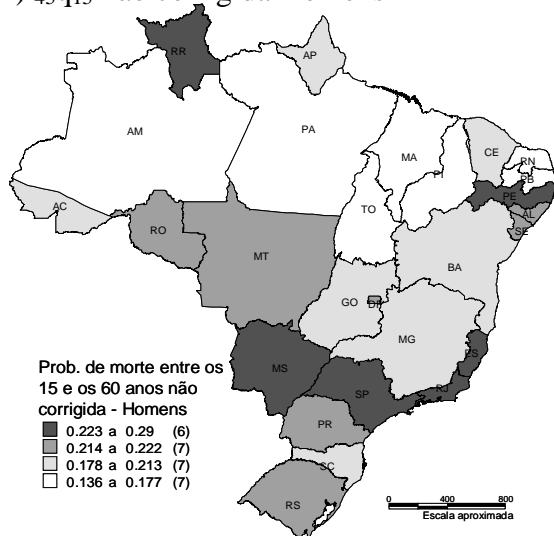 RR
AP
AM
PA
MA
CE
RN
PB
PI
PE
AL
SE
AC
TO
RO
MT
BA
GO
DF
MG
ES
MS
SP
RJ
PR
SC
RS
Prob. de morte entre os
15 e os 60 anos não
corrigida - Homens
0.223 a 0.29 (6)
0.214 a 0.222 (7)
0.178 a 0.213 (7)
0.136 a 0.177 (7)
0 400 800
Escala aproximada